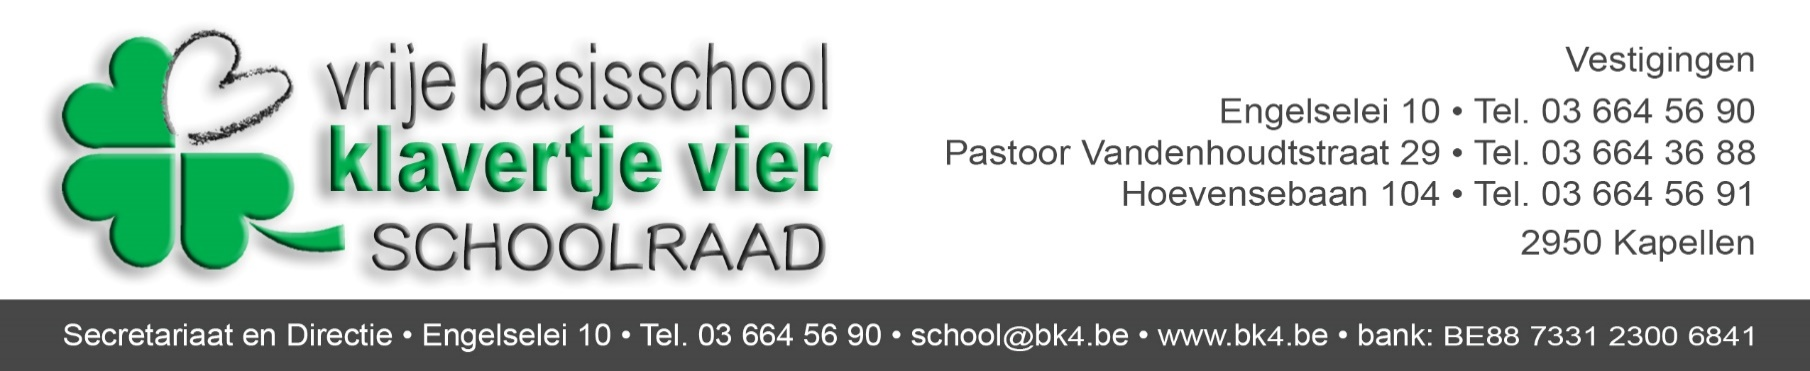 vrije basisschool
klavertje vier
SCHOOLRAAD
Vestigingen
Engelselei 10 • Tel. 03 664 56 90
Pastoor Vandenhoudtstraat 29 • Tel. 03 664 36 88
Hoevensebaan 104 • Tel. 03 664 56 91
2950 Kapellen
Secretariaat en Directie • Engelselei 10 • Tel. 03 664 56 90 • school@bk4.be • www.bk4.be • bank: BE88 7331 2300 6841